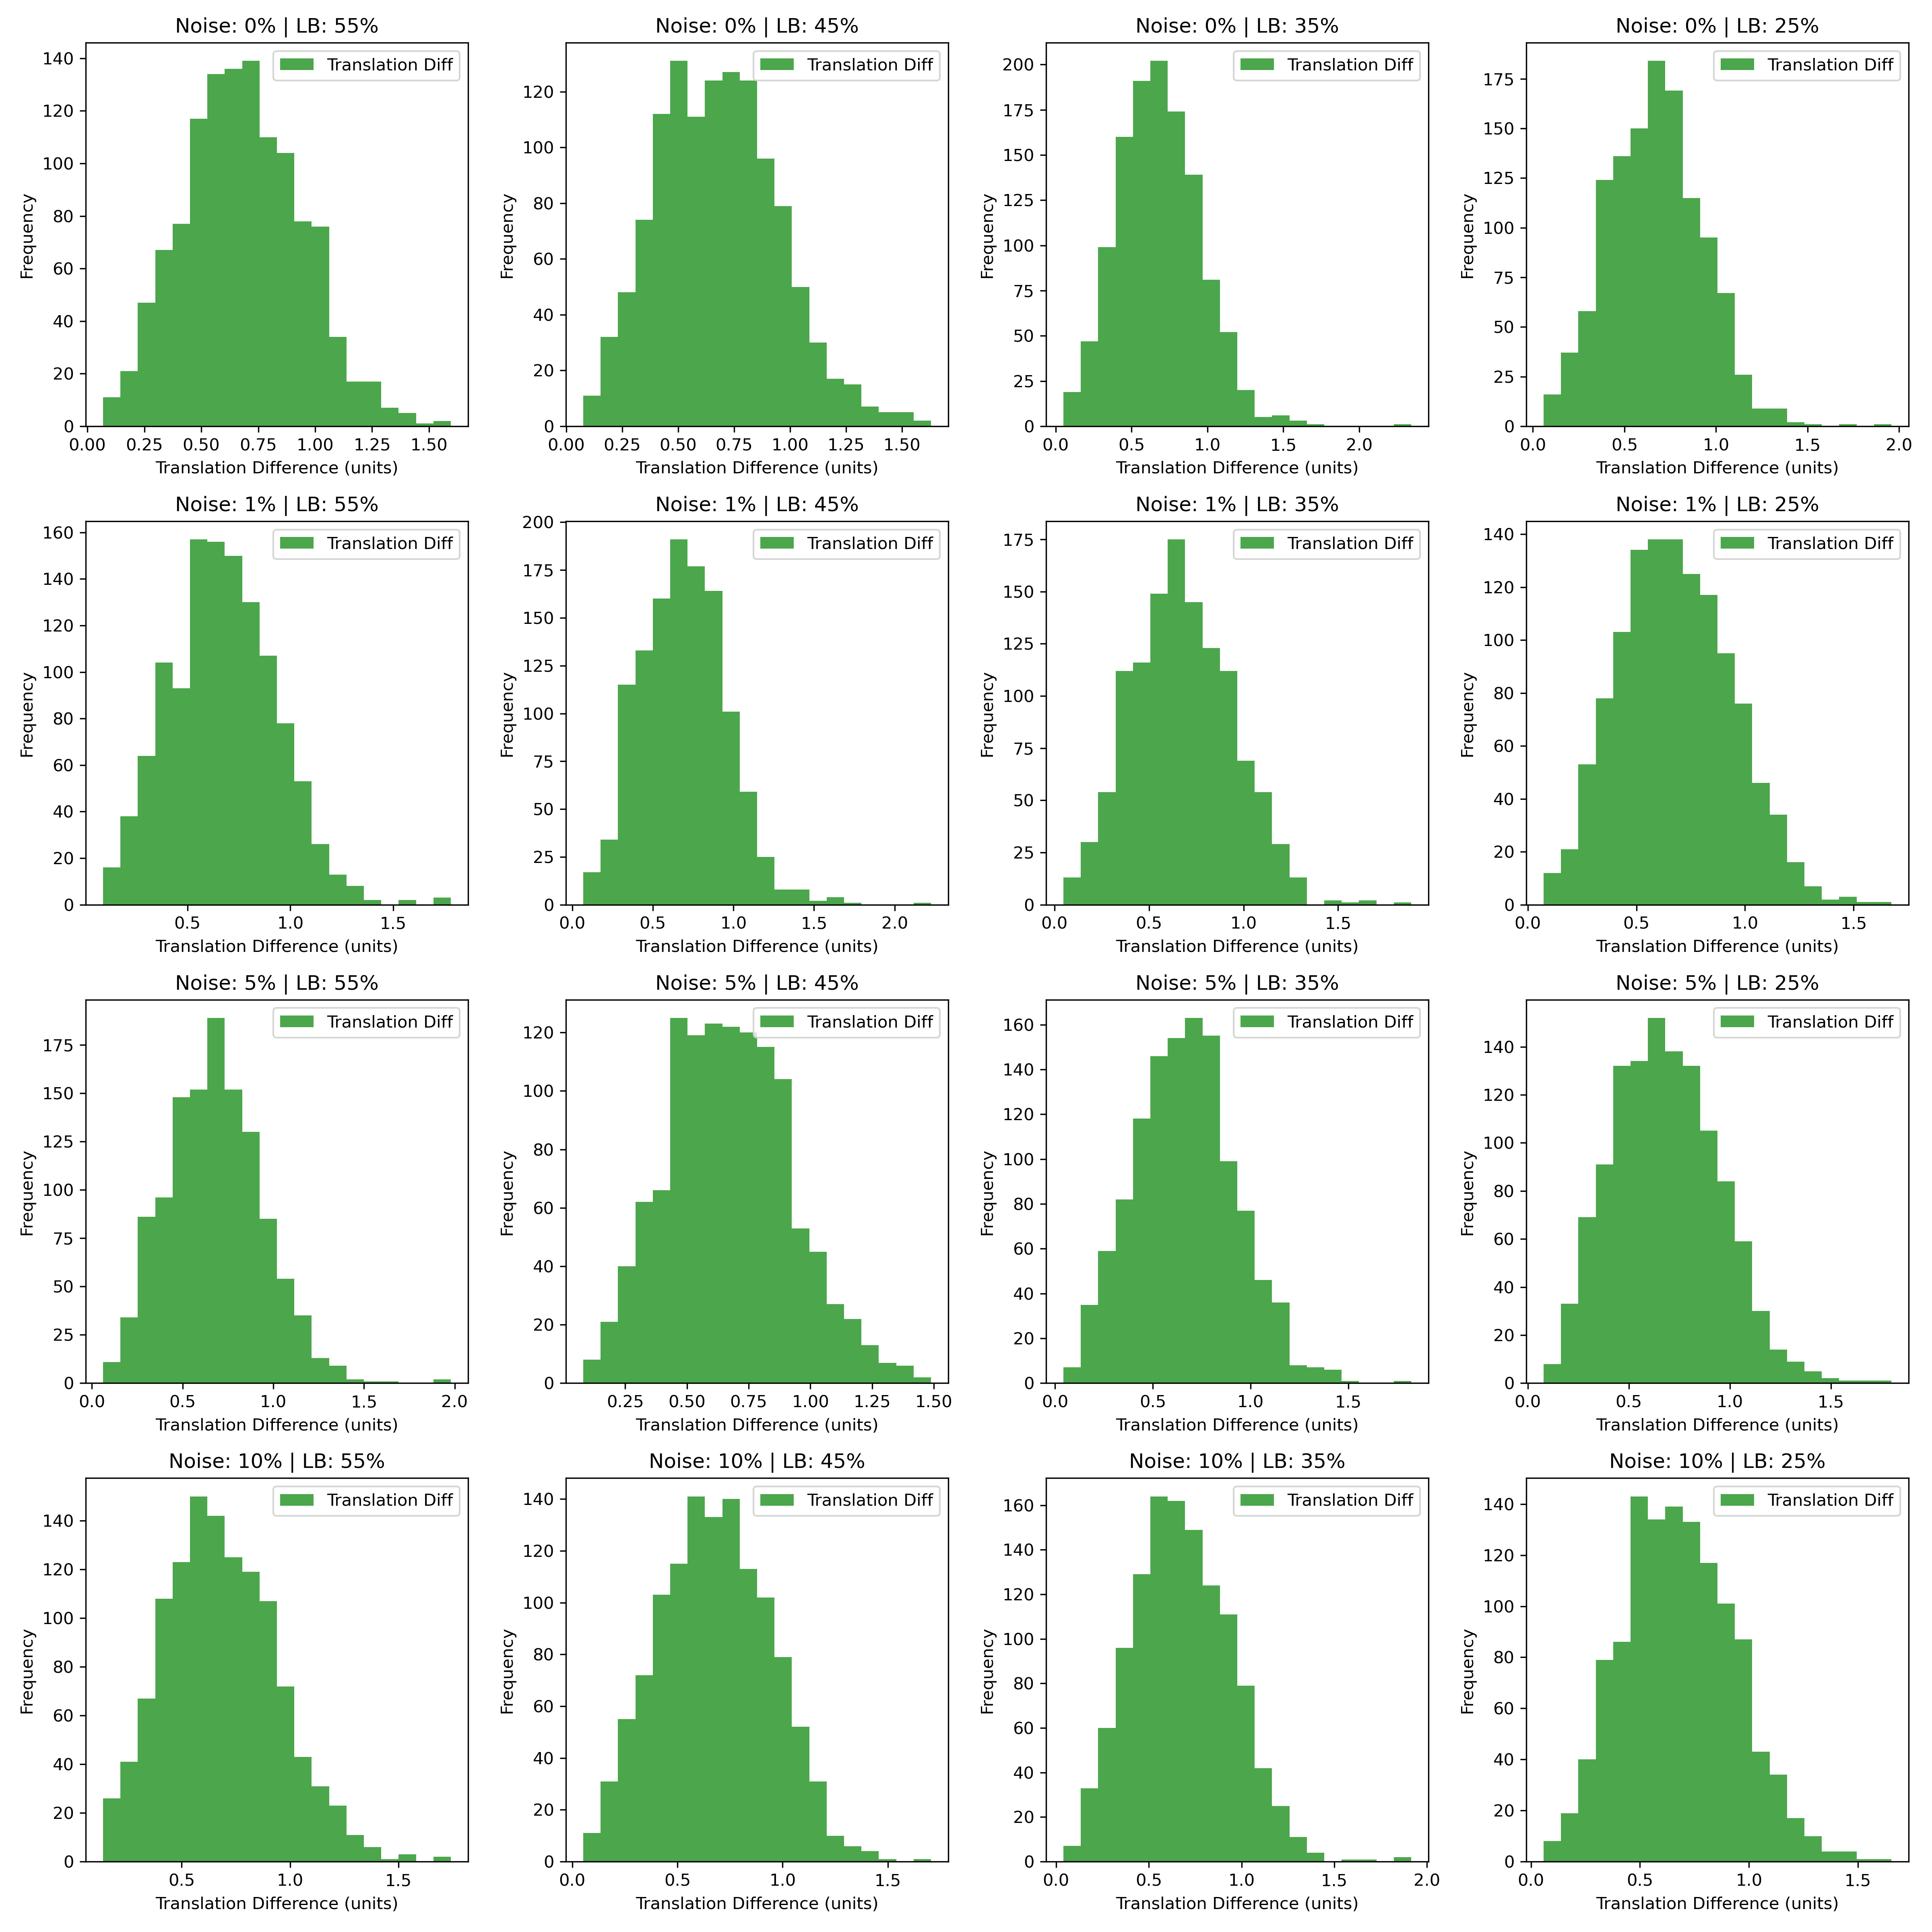 Noise: 0% | LB: 55%
Translation Diff
Frequency
140
120
100
80
60
40
20
0
0.00 0.25 0.50 0.75 1.00 1.25 1.50
Translation Difference (units)
Noise: 0% | LB: 45%
Translation Diff
Frequency
120
100
80
60
40
20
0
0.00 0.25 0.50 0.75 1.00 1.25 1.50
Translation Difference (units)
Noise: 0% | LB: 35%
Translation Diff
Frequency
200
175
150
125
100
75
50
25
0
0.0 0.5 1.0 1.5 2.0
Translation Difference (units)
Noise: 0% | LB: 25%
Translation Diff
Frequency
175
150
125
100
75
50
25
0
0.0 0.5 1.0 1.5 2.0
Translation Difference (units)
Noise: 1% | LB: 55%
Translation Diff
Frequency
160
140
120
100
80
60
40
20
0
0.5 1.0 1.5
Translation Difference (units)
Noise: 1% | LB: 45%
Translation Diff
Frequency
200
175
150
125
100
75
50
25
0
0.0 0.5 1.0 1.5 2.0
Translation Difference (units)
Noise: 1% | LB: 35%
Translation Diff
Frequency
175
150
125
100
75
50
25
0
0.0 0.5 1.0 1.5
Translation Difference (units)
Noise: 1% | LB: 25%
Translation Diff
Frequency
140
120
100
80
60
40
20
0
0.0 0.5 1.0 1.5
Translation Difference (units)
Noise: 5% | LB: 55%
Translation Diff
Frequency
175
150
125
100
75
50
25
0
0.0 0.5 1.0 1.5 2.0
Translation Difference (units)
Noise: 5% | LB: 45%
Translation Diff
Frequency
120
100
80
60
40
20
0
0.25 0.50 0.75 1.00 1.25 1.50
Translation Difference (units)
Noise: 5% | LB: 35%
Translation Diff
Frequency
160
140
120
100
80
60
40
20
0
0.0 0.5 1.0 1.5
Translation Difference (units)
Noise: 5% | LB: 25%
Translation Diff
Frequency
140
120
100
80
60
40
20
0
0.0 0.5 1.0 1.5
Translation Difference (units)
Noise: 10% | LB: 55%
Translation Diff
Frequency
140
120
100
80
60
40
20
0
0.5 1.0 1.5
Translation Difference (units)
Noise: 10% | LB: 45%
Translation Diff
Frequency
140
120
100
80
60
40
20
0
0.0 0.5 1.0 1.5
Translation Difference (units)
Noise: 10% | LB: 35%
Translation Diff
Frequency
160
140
120
100
80
60
40
20
0
0.0 0.5 1.0 1.5 2.0
Translation Difference (units)
Noise: 10% | LB: 25%
Translation Diff
Frequency
140
120
100
80
60
40
20
0
0.0 0.5 1.0 1.5
Translation Difference (units)